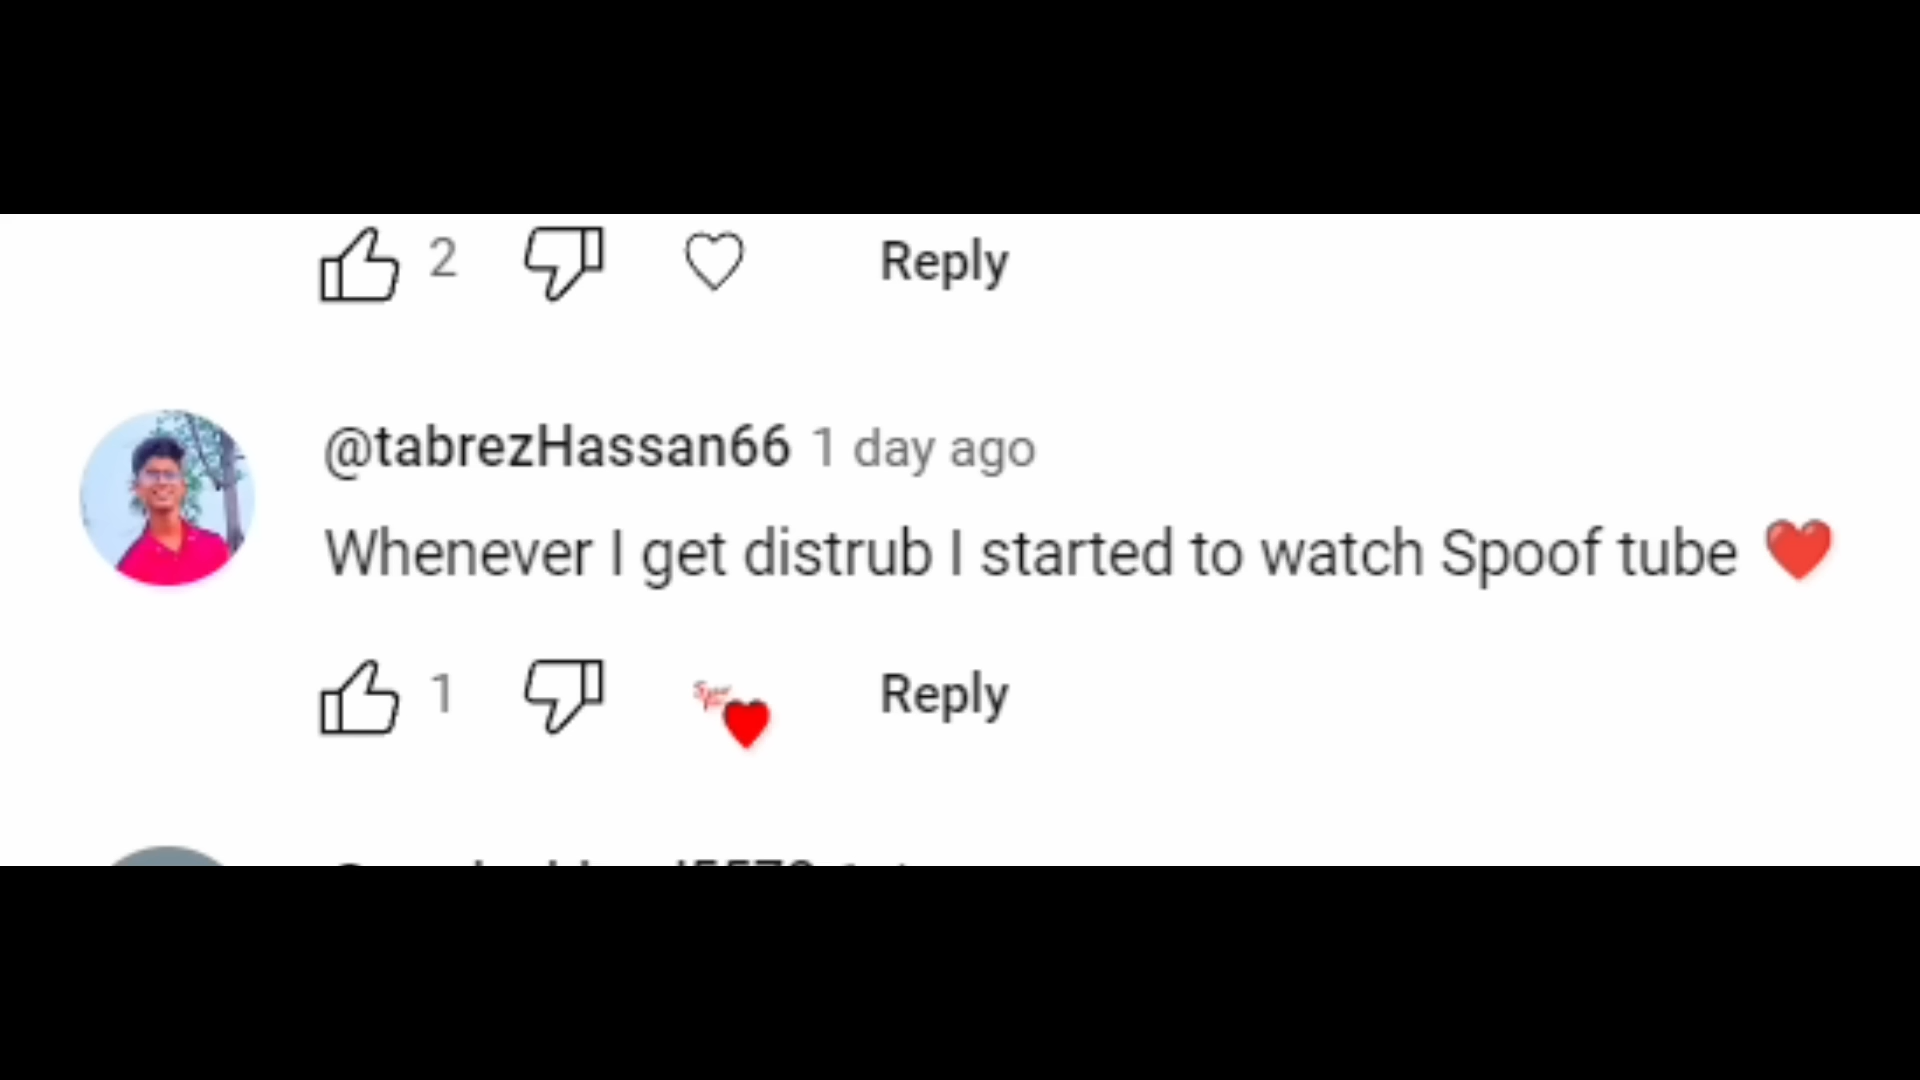 2 Reply
@tabrezHassan66 1 day ago
Whenever I get distrub I started to watch Spoof tube ❤️
1 Reply